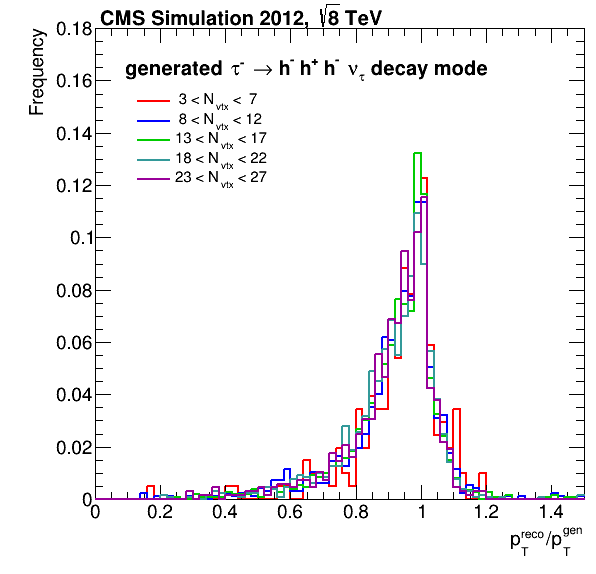 CMS Simulation 2012, √8 TeV
Frequency
generated τ⁻ → h⁻ h⁺ h⁻ ν_τ decay mode
3 < N_vtx < 7
8 < N_vtx < 12
13 < N_vtx < 17
18 < N_vtx < 22
23 < N_vtx < 27
0.18
0.16
0.14
0.12
0.1
0.08
0.06
0.04
0.02
0
0 0.2 0.4 0.6 0.8 1 1.2 1.4
p_T^reco/p_T^gen